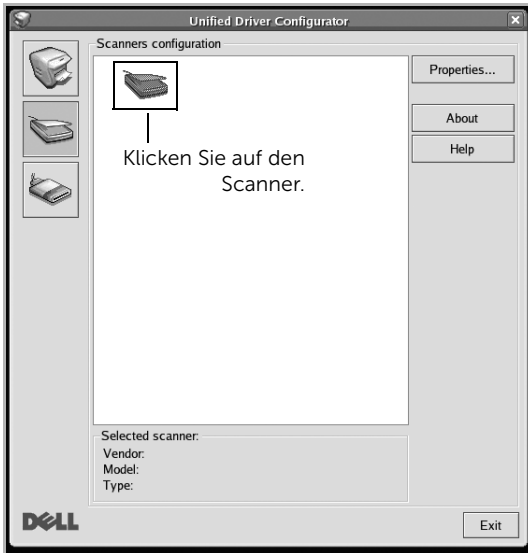 Unified Driver Configurator
Scanners configuration
Properties...
About
Help
Klicken Sie auf den
Scanner.
Selected scanner:
Vendor:
Model:
Type:
DELL
Exit